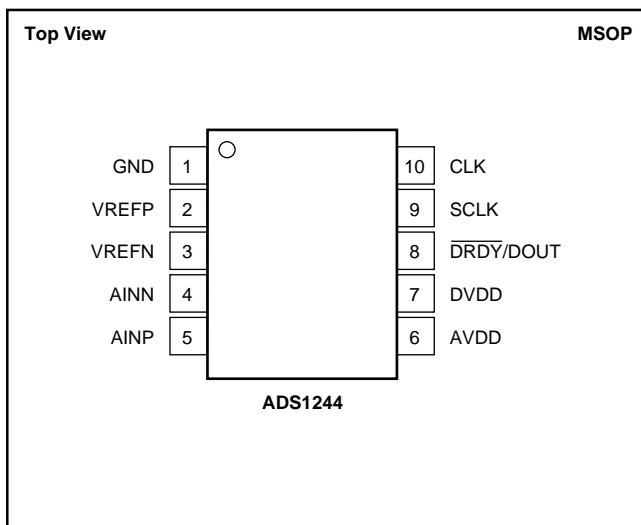 Top View MSOP
GND 1 10 CLK
VREFP 2 9 SCLK
VREFN 3 8 D̅R̅D̅Y̅/DOUT
AINN 4 7 DVDD
AINP 5 6 AVDD
ADS1244